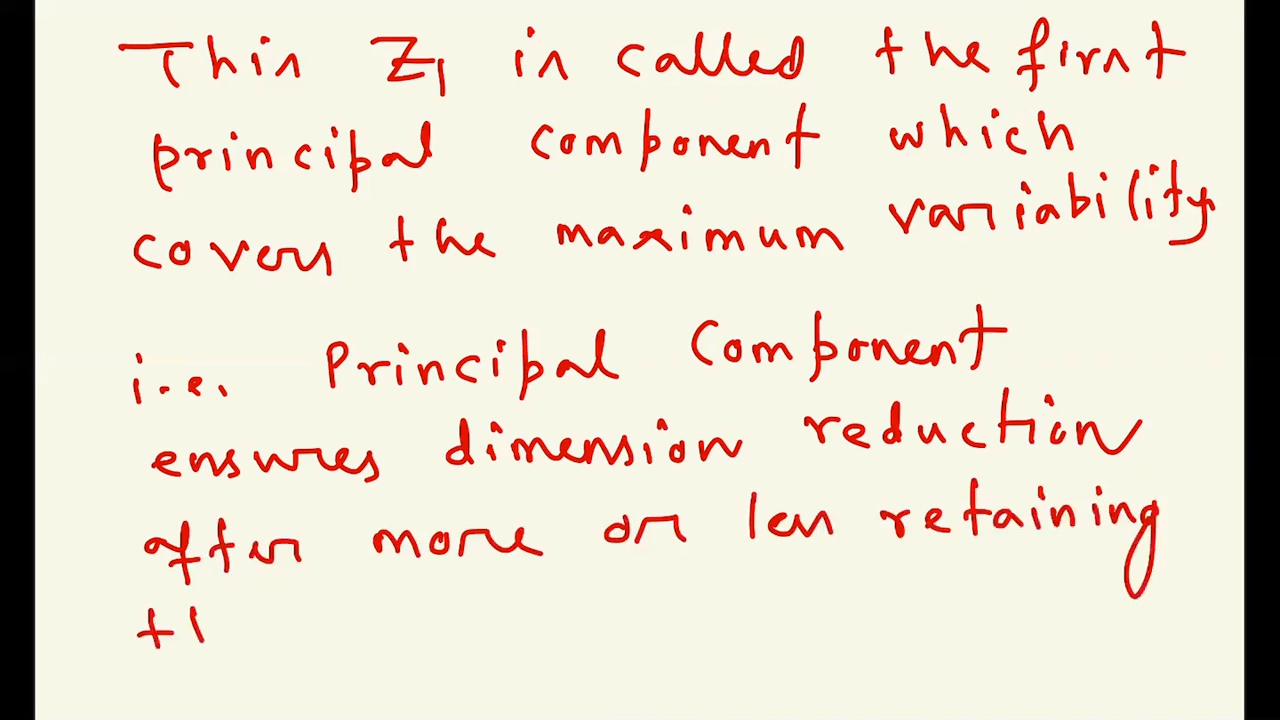 This Z1 is called the first
principal component which
covers the maximum variability.
i.e. Principal Component
ensures dimension reduction
after more or less retaining
th